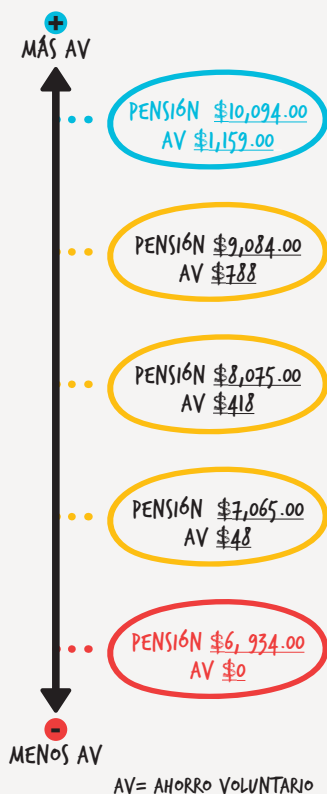 +
MÁS AV
PENSIÓN $10,094.00
AV $1,159.00
PENSIÓN $9,084.00
AV $788
PENSIÓN $8,075.00
AV $418
PENSIÓN $7,065.00
AV $48
PENSIÓN $6, 934.00
AV $0
-
MENOS AV
AV= AHORRO VOLUNTARIO